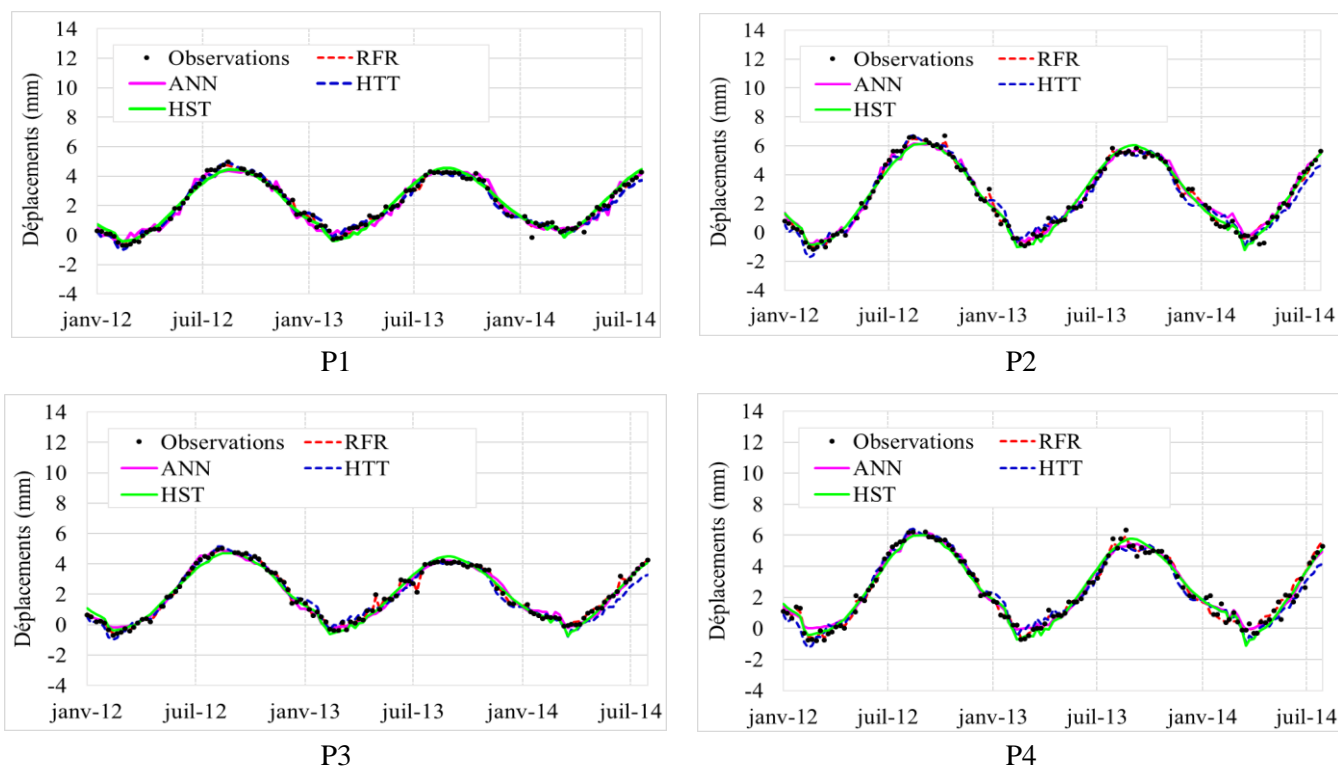 Déplacements (mm)
14
12
10
8
6
4
2
0
-2
-4
Observations
RFR
ANN
HTT
HST
janv-12
juil-12
janv-13
juil-13
janv-14
juil-14
P1
Déplacements (mm)
14
12
10
8
6
4
2
0
-2
-4
Observations
RFR
ANN
HTT
HST
janv-12
juil-12
janv-13
juil-13
janv-14
juil-14
P2
Déplacements (mm)
14
12
10
8
6
4
2
0
-2
-4
Observations
RFR
ANN
HTT
HST
janv-12
juil-12
janv-13
juil-13
janv-14
juil-14
P3
Déplacements (mm)
14
12
10
8
6
4
2
0
-2
-4
Observations
RFR
ANN
HTT
HST
janv-12
juil-12
janv-13
juil-13
janv-14
juil-14
P4